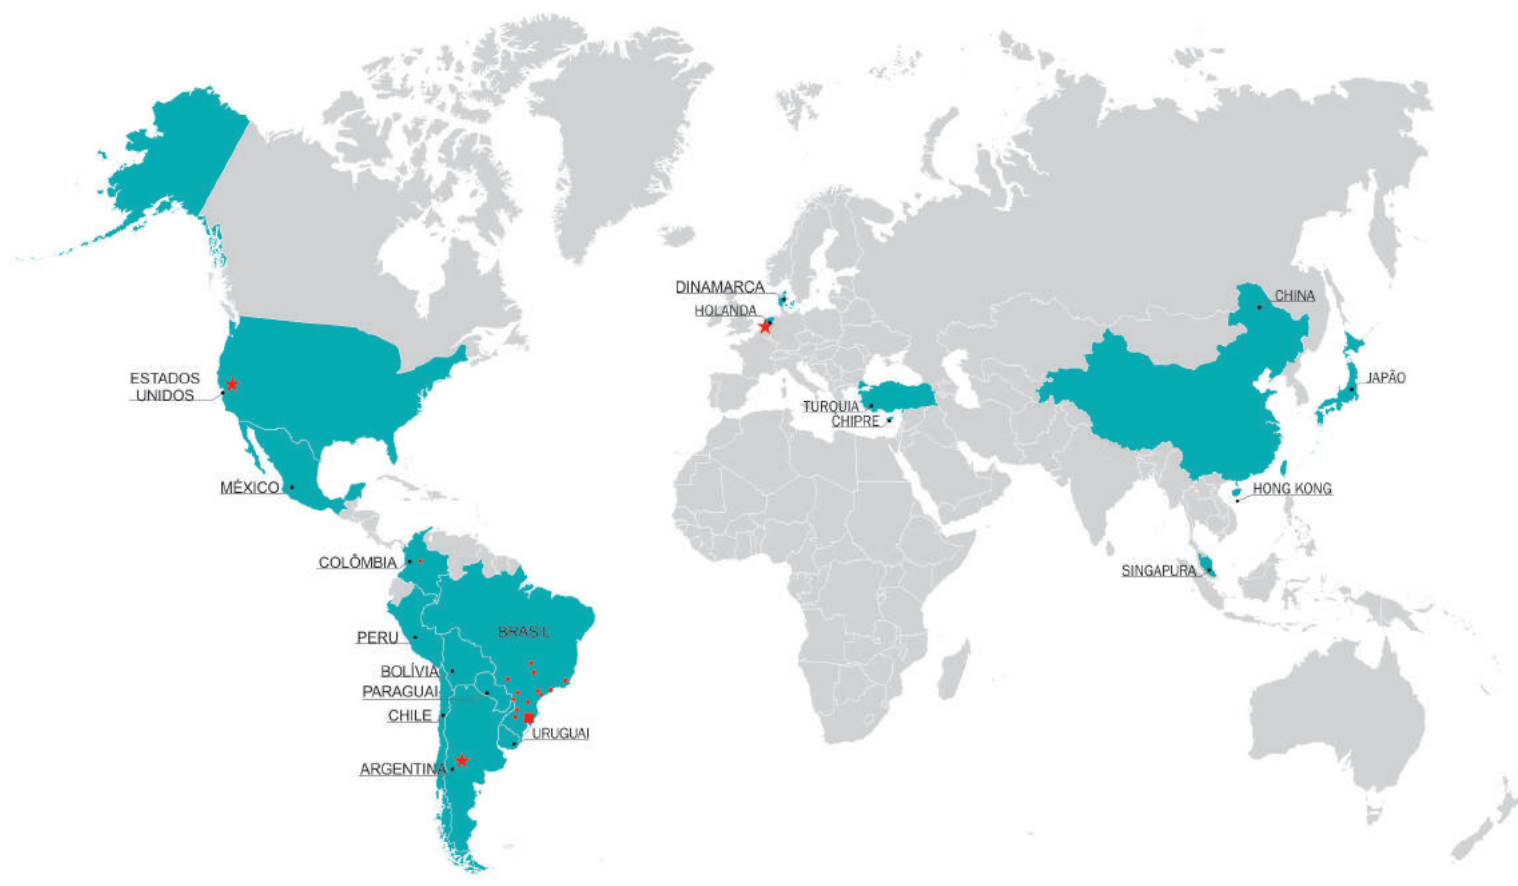 DINAMARCA
CHINA
HOLANDA
ESTADOS
UNIDOS
JAPÃO
TURQUIA
CHIPRE
MÉXICO
HONG KONG
COLÔMBIA
SINGAPURA
BRASIL
PERU
BOLÍVIA
PARAGUAI
CHILE
URUGUAI
ARGENTINA